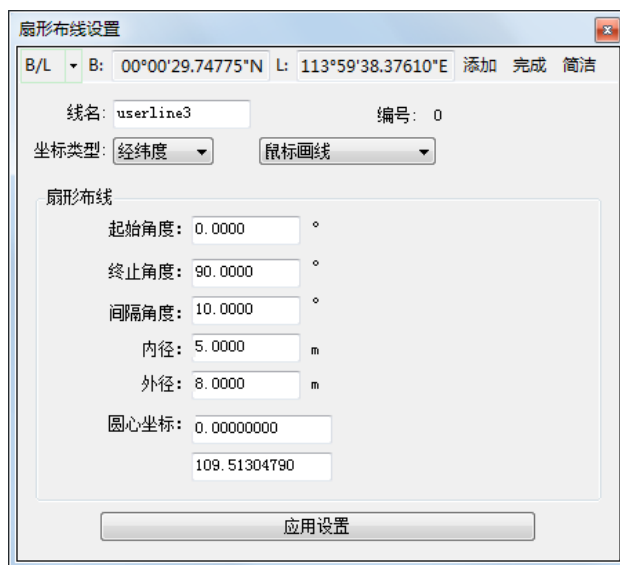 扇形布线设置
B/L B: 00°00'29.74775"N L: 113°59'38.37610"E 添加 完成 简洁
线名: userline3 编号: 0
坐标类型: 经纬度 鼠标画线
扇形布线
起始角度: 0.0000 °
终止角度: 90.0000 °
间隔角度: 10.0000 °
内径: 5.0000 m
外径: 8.0000 m
圆心坐标: 0.00000000
109.51304790
应用设置